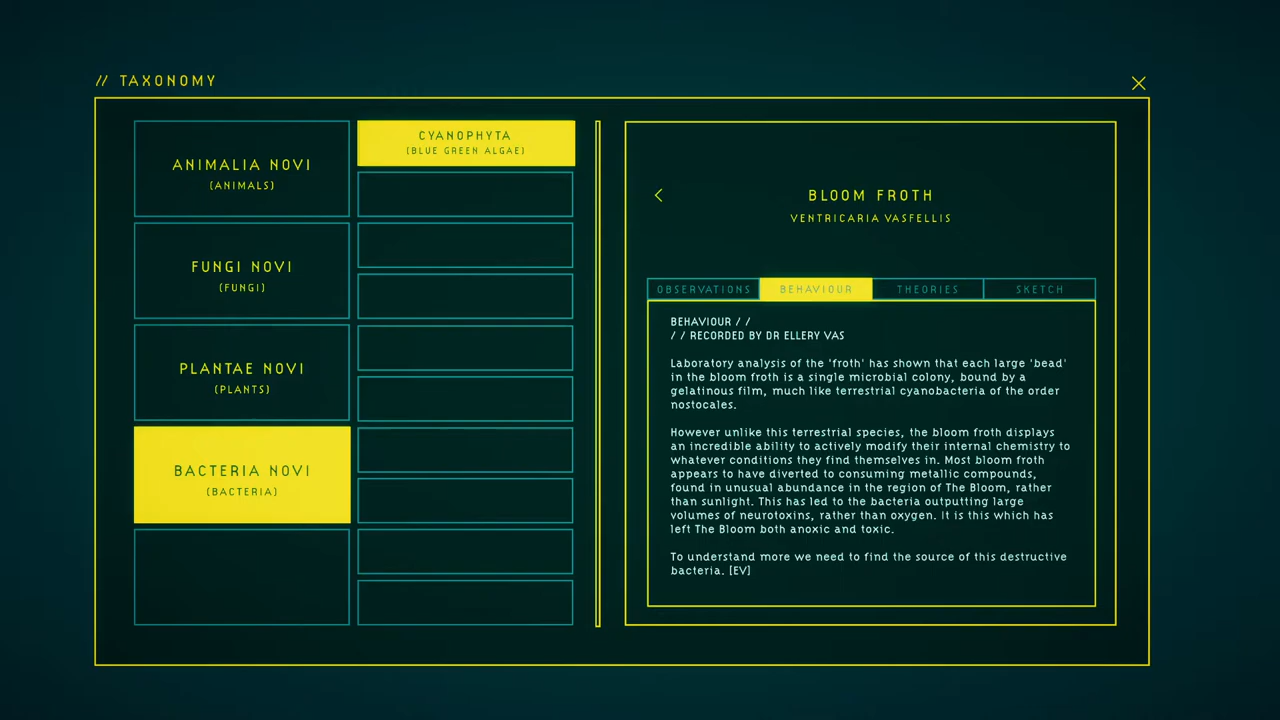 // TAXONOMY
ANIMALIA NOVI
(ANIMALS)
FUNGI NOVI
(FUNGI)
PLANTAE NOVI
(PLANTS)
BACTERIA NOVI
(BACTERIA)
CYANOPHYTA
(BLUE GREEN ALGAE)
BLOOM FROTH
VENTRICARIA VASFELLIS
OBSERVATIONS
BEHAVIOUR
THEORIES
SKETCH
BEHAVIOUR / /
/ / RECORDED BY DR ELLERY VAS
Laboratory analysis of the 'froth' has shown that each large 'bead'
in the bloom froth is a single microbial colony, bound by a
gelatinous film, much like terrestrial cyanobacteria of the order
nostocales.
However unlike this terrestrial species, the bloom froth displays
an incredible ability to actively modify their internal chemistry to
whatever conditions they find themselves in. Most bloom froth
appears to have diverted to consuming metallic compounds,
found in unusual abundance in the region of The Bloom, rather
than sunlight. This has led to the bacteria outputting large
volumes of neurotoxins, rather than oxygen. It is this which has
left The Bloom both anoxic and toxic.
To understand more we need to find the source of this destructive
bacteria. [EV]